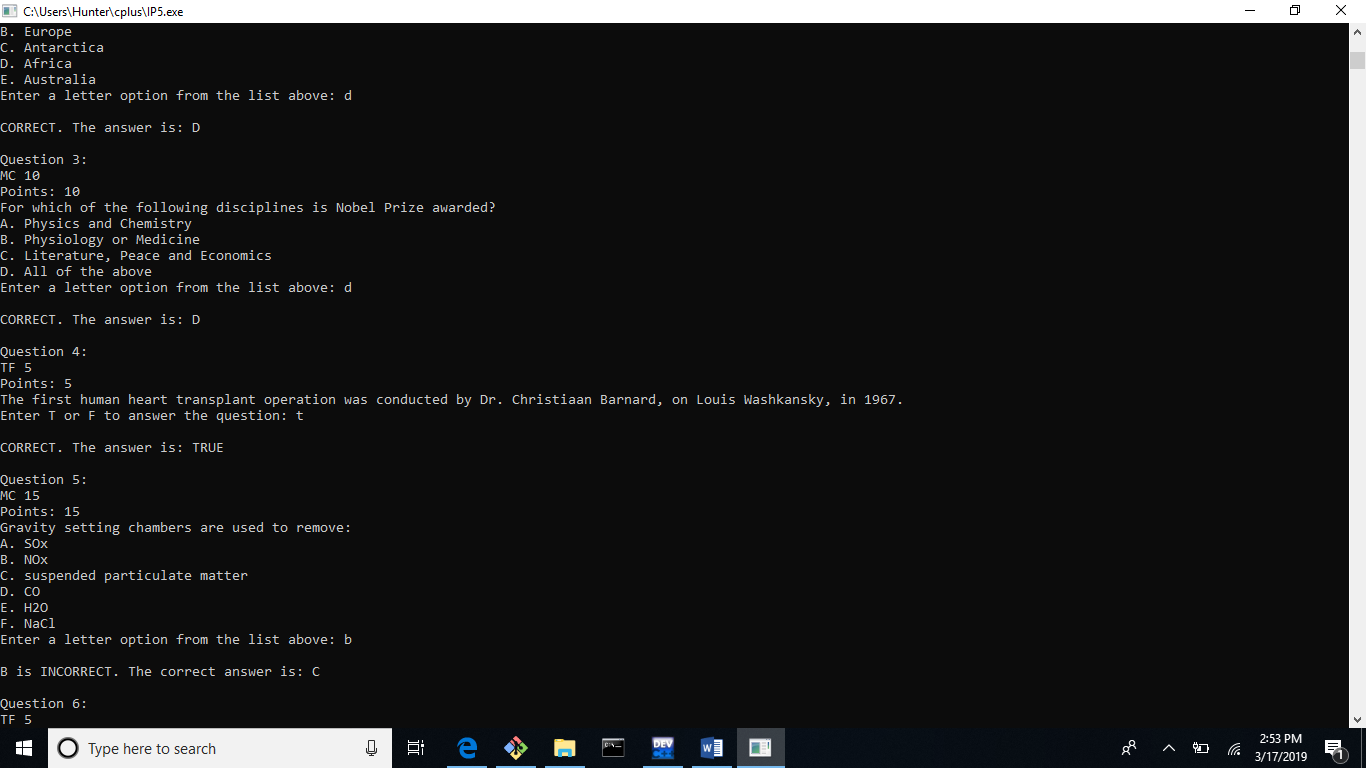 C:\Users\Hunter\cplus\IP5.exe
B. Europe
C. Antarctica
D. Africa
E. Australia
Enter a letter option from the list above: d
CORRECT. The answer is: D
Question 3:
MC 10
Points: 10
For which of the following disciplines is Nobel Prize awarded?
A. Physics and Chemistry
B. Physiology or Medicine
C. Literature, Peace and Economics
D. All of the above
Enter a letter option from the list above: d
CORRECT. The answer is: D
Question 4:
TF 5
Points: 5
The first human heart transplant operation was conducted by Dr. Christiaan Barnard, on Louis Washkansky, in 1967.
Enter T or F to answer the question: t
CORRECT. The answer is: TRUE
Question 5:
MC 15
Points: 15
Gravity setting chambers are used to remove:
A. SOx
B. NOx
C. suspended particulate matter
D. CO
E. H2O
F. NaCl
Enter a letter option from the list above: b
B is INCORRECT. The correct answer is: C
Question 6:
TF 5
Type here to search
DEV
2:53 PM
3/17/2019
1